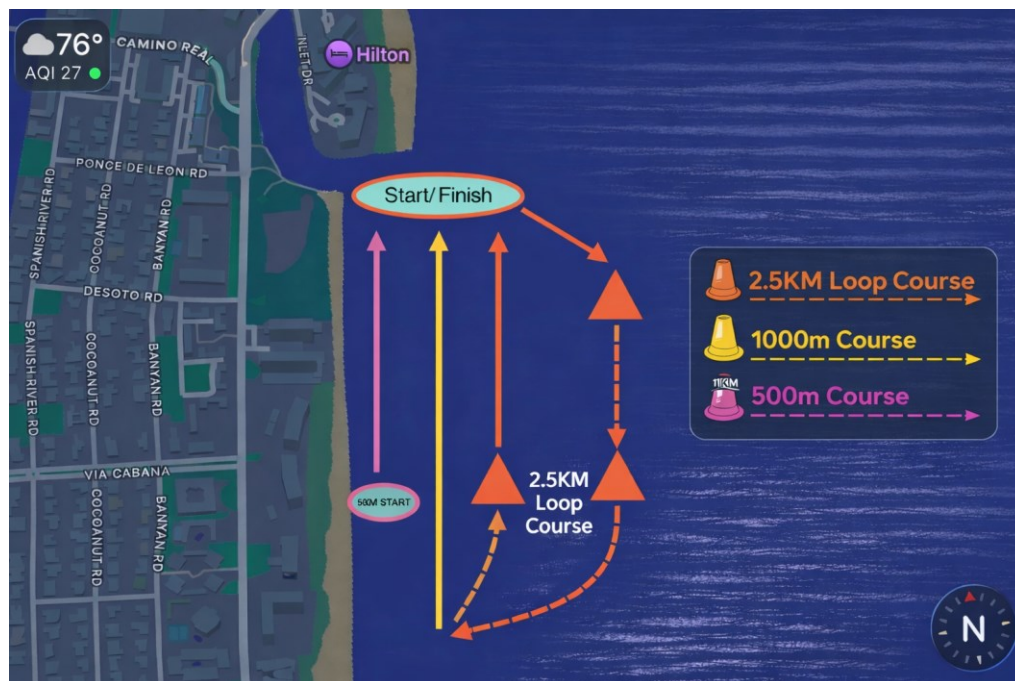 76°
AQI 27
CAMINO REAL
INLET DR
Hilton
PONCE DE LEON RD
SPANISH RIVER RD
COCOANUT RD
BANYAN RD
Start/Finish
DESOTO RD
2.5KM Loop Course
1000m Course
500m Course
SPANISH RIVER RD
COCOANUT RD
BANYAN RD
VIA CABANA
500M START
2.5KM
Loop
Course
COCOANUT RD
BANYAN RD
N